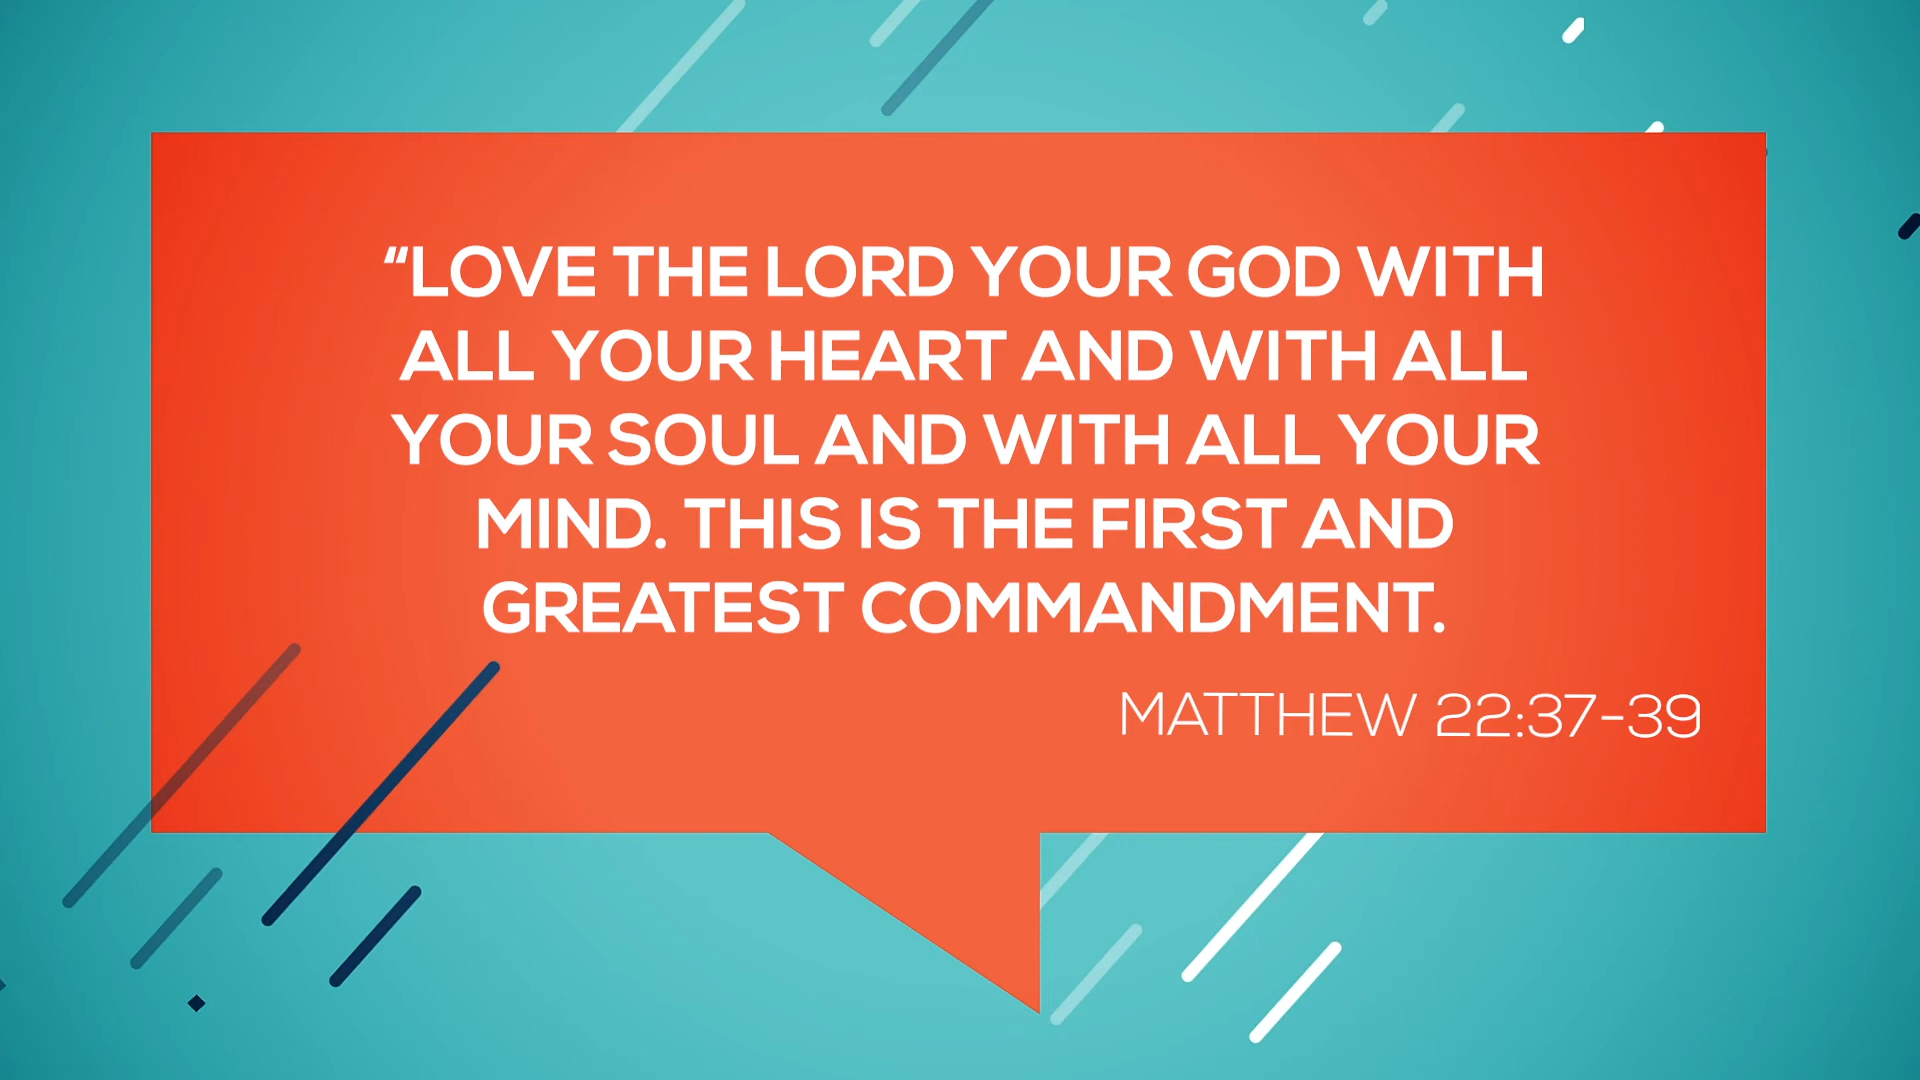 “LOVE THE LORD YOUR GOD WITH
ALL YOUR HEART AND WITH ALL
YOUR SOUL AND WITH ALL YOUR
MIND. THIS IS THE FIRST AND
GREATEST COMMANDMENT.
MATTHEW 22:37-39